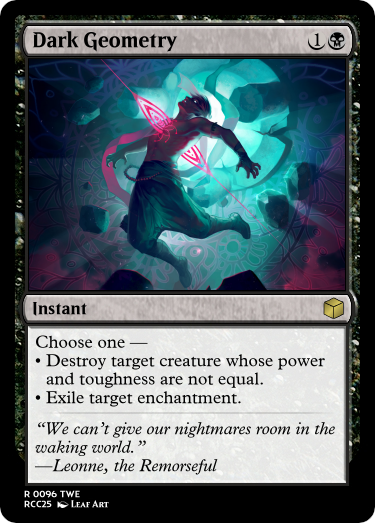 Dark Geometry 1
Instant
Choose one —
• Destroy target creature whose power
and toughness are not equal.
• Exile target enchantment.
“We can’t give our nightmares room in the
waking world.”
—Leonne, the Remorseful
R 0096 TWE
RCC25 Leaf Art